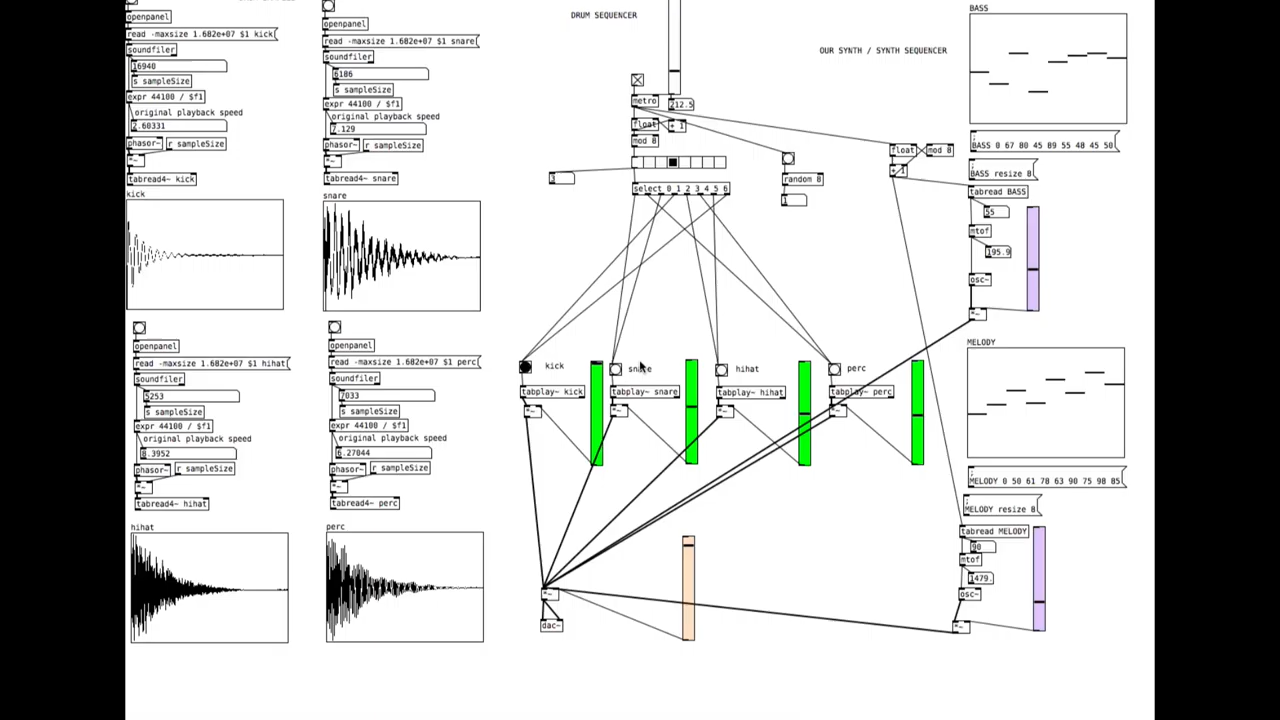 openpanel
read -maxsize 1.682e+07 $1 kick
soundfiler
16940
s sampleSize
expr 44100 / $f1
original playback speed
2.60331
phasor~
r sampleSize
*~
tabread4~ kick
kick
openpanel
read -maxsize 1.682e+07 $1 snare
soundfiler
6186
s sampleSize
expr 44100 / $f1
original playback speed
7.129
phasor~
r sampleSize
*~
tabread4~ snare
snare
openpanel
read -maxsize 1.682e+07 $1 hihat
soundfiler
5253
s sampleSize
expr 44100 / $f1
original playback speed
8.3952
phasor~
r sampleSize
*~
tabread4~ hihat
hihat
openpanel
read -maxsize 1.682e+07 $1 perc
soundfiler
7033
s sampleSize
expr 44100 / $f1
original playback speed
6.27044
phasor~
r sampleSize
*~
tabread4~ perc
perc
DRUM SEQUENCER
metro
212.5
float
+ 1
mod 8
select 0 1 2 3 4 5 6
random 8
1
kick
snare
hihat
perc
tabplay~ kick
tabplay~ snare
tabplay~ hihat
tabplay~ perc
*~
*~
*~
*~
*~
dac~
OUR SYNTH / SYNTH SEQUENCER
float
mod 8
+ 1
BASS
;
BASS 0 67 80 45 89 55 48 45 50
;
BASS resize 8
tabread BASS
55
mtof
195.9
osc~
*~
MELODY
;
MELODY 0 50 61 78 63 90 75 98 85
;
MELODY resize 8
tabread MELODY
90
mtof
1479.
osc~
*~